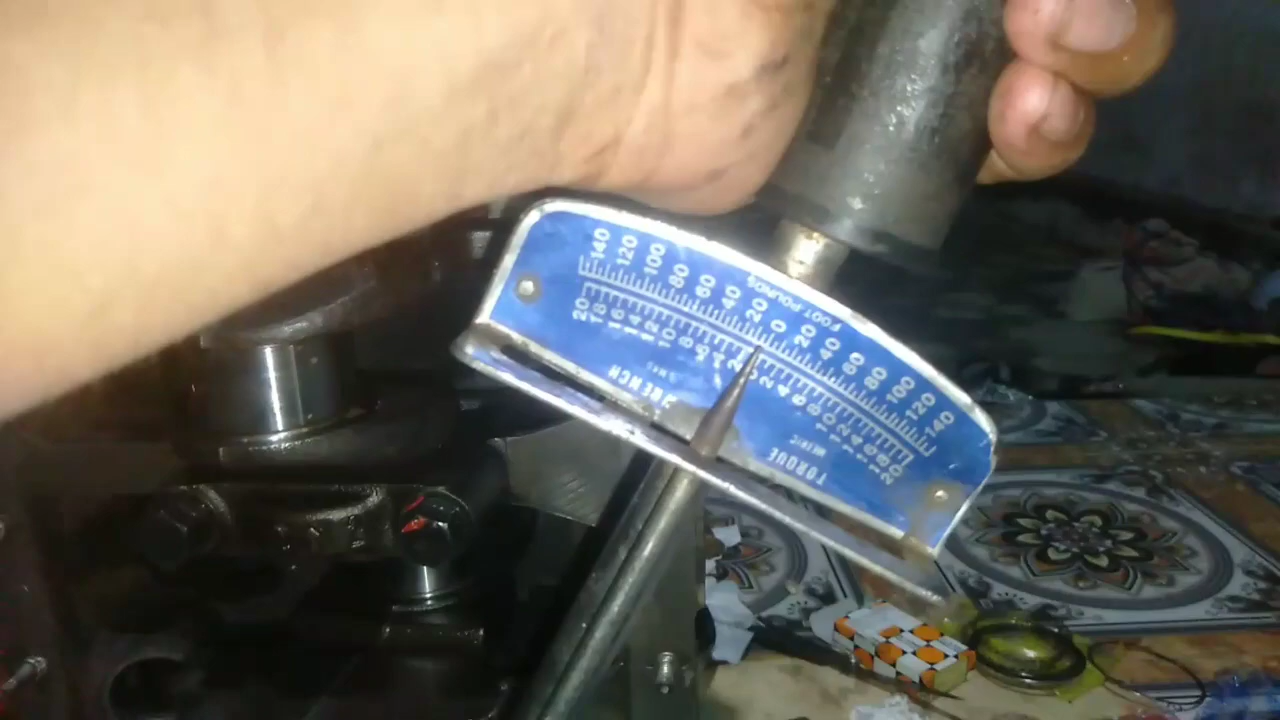 140 120 100 80 60 40 20 0 20 40 60 80 100 120 140
FOOT-POUNDS
20 18 16 14 12 10 8 6 4 2 2 4 6 8 10 12 14 16 18 20
METRIC
TORQUE WRENCH